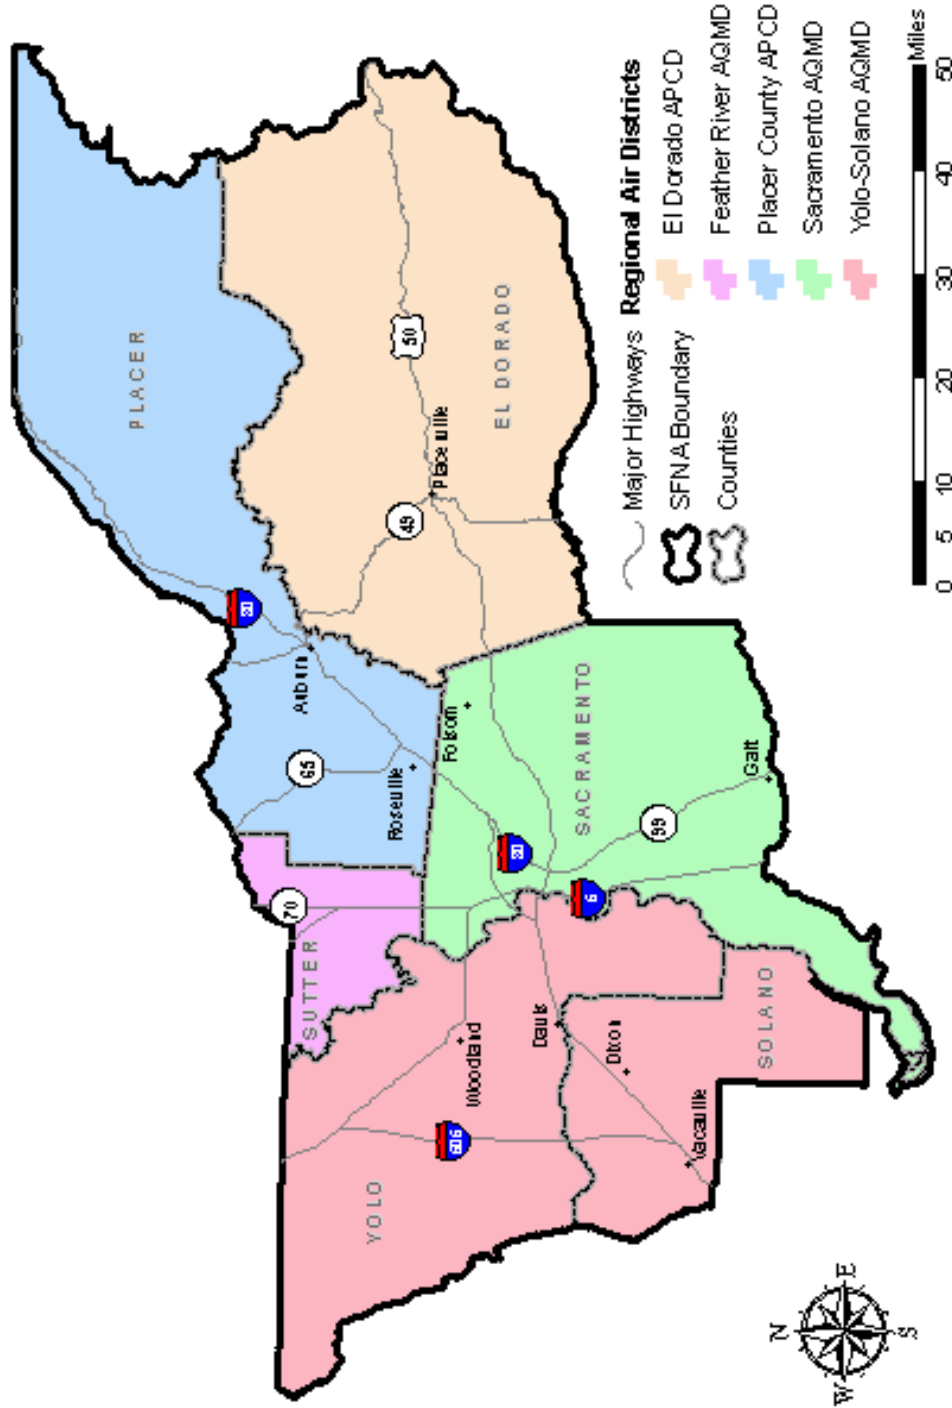 PLACER
80
Auburn
65
Roseville
70
SUTTER
EL DORADO
50
49
Placerville
Folsom
SACRAMENTO
80
99
Galt
5
YOLO
Woodland
505
Davis
Dixon
Vacaville
SOLANO
Major Highways
SFNA Boundary
Counties
Regional Air Districts
El Dorado APCD
Feather River AQMD
Placer County APCD
Sacramento AQMD
Yolo-Solano AQMD
0 5 10 20 30 40 50
Miles
N
W E
S